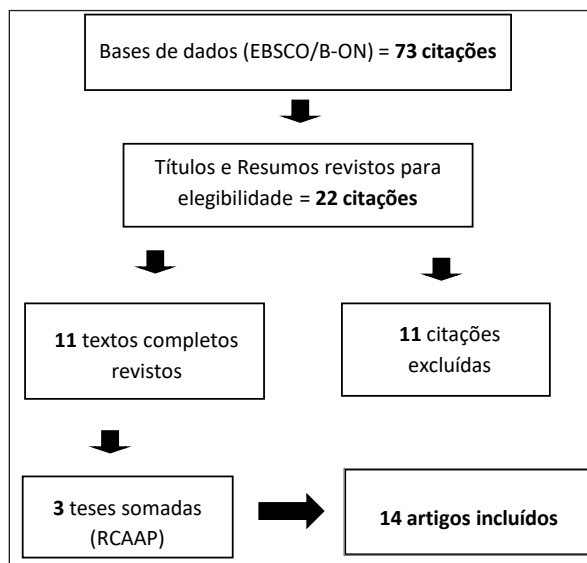 Bases de dados (EBSCO/B-ON) = 73 citações
Títulos e Resumos revistos para
elegibilidade = 22 citações
11 textos completos
revistos
11 citações
excluídas
3 teses somadas
(RCAAP)
14 artigos incluídos